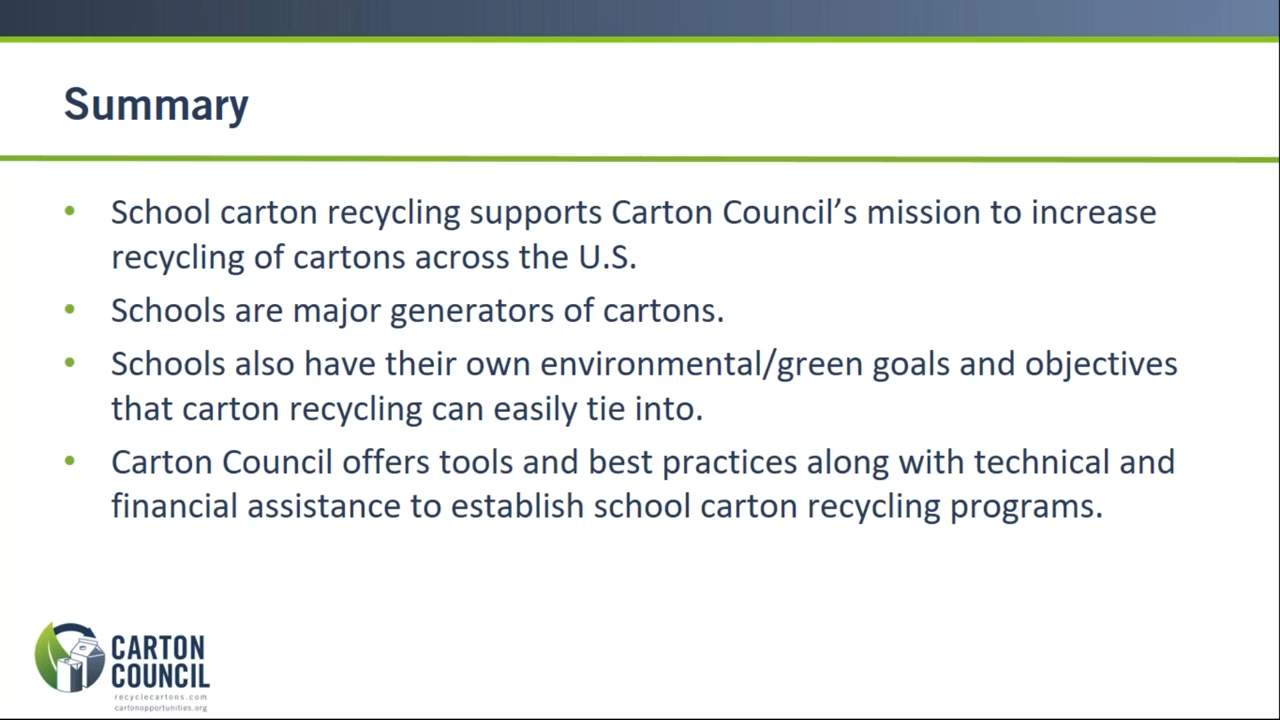 Summary
• School carton recycling supports Carton Council’s mission to increase
recycling of cartons across the U.S.
• Schools are major generators of cartons.
• Schools also have their own environmental/green goals and objectives
that carton recycling can easily tie into.
• Carton Council offers tools and best practices along with technical and
financial assistance to establish school carton recycling programs.
CARTON
COUNCIL
recyclecartons.com
cartonopportunities.org